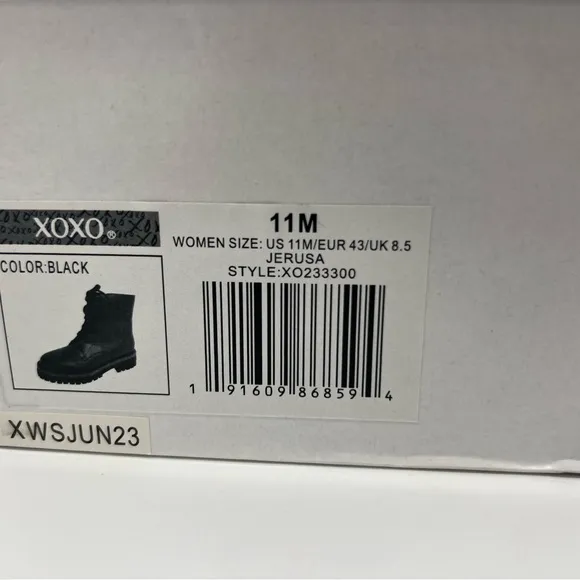 XOXO®
11M
WOMEN SIZE: US 11M/EUR 43/UK 8.5
JERUSA
STYLE:XO233300
COLOR:BLACK
1 91609 86859 4
XWSJUN23